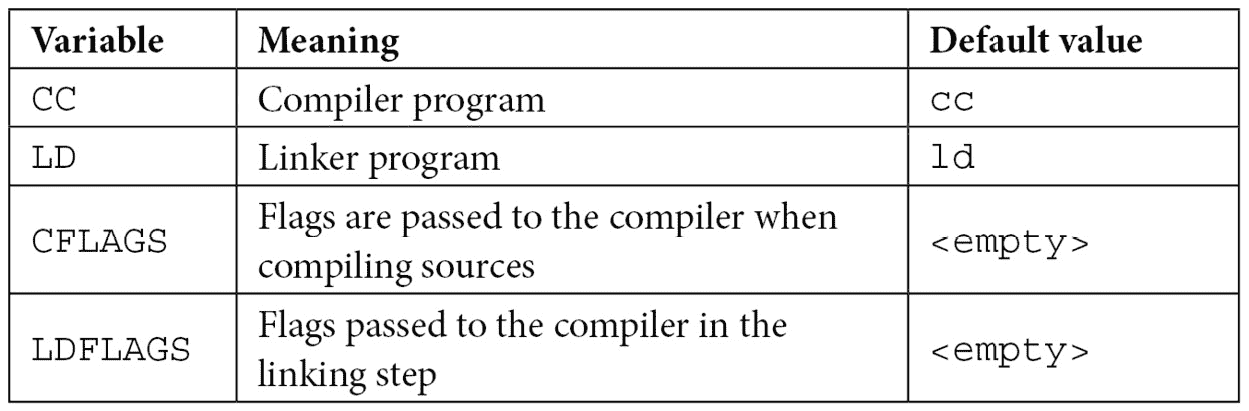 Variable Meaning Default value
CC Compiler program cc
LD Linker program ld
CFLAGS Flags are passed to the compiler when compiling sources <empty>
LDFLAGS Flags passed to the compiler in the linking step <empty>